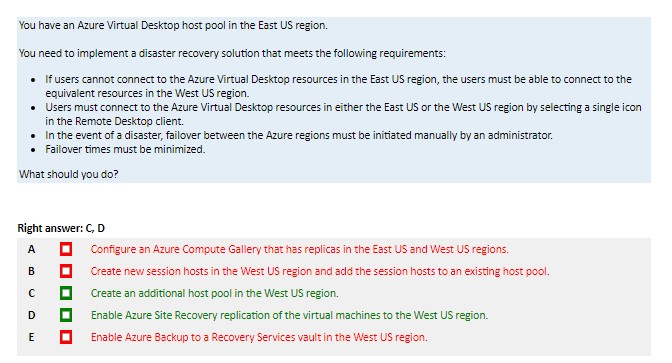 You have an Azure Virtual Desktop host pool in the East US region.
You need to implement a disaster recovery solution that meets the following requirements:
• If users cannot connect to the Azure Virtual Desktop resources in the East US region, the users must be able to connect to the
equivalent resources in the West US region.
• Users must connect to the Azure Virtual Desktop resources in either the East US or the West US region by selecting a single icon
in the Remote Desktop client.
• In the event of a disaster, failover between the Azure regions must be initiated manually by an administrator.
• Failover times must be minimized.
What should you do?
Right answer: C, D
A Configure an Azure Compute Gallery that has replicas in the East US and West US regions.
B Create new session hosts in the West US region and add the session hosts to an existing host pool.
C Create an additional host pool in the West US region.
D Enable Azure Site Recovery replication of the virtual machines to the West US region.
E Enable Azure Backup to a Recovery Services vault in the West US region.